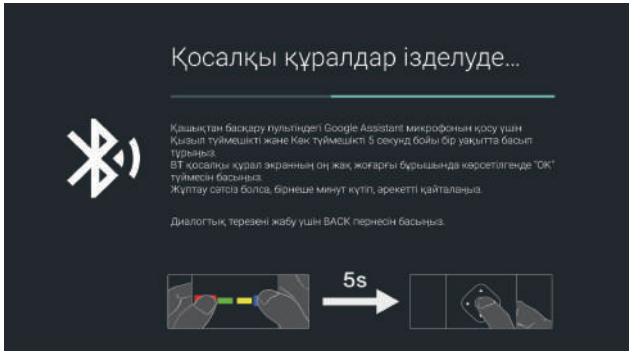 Қосалқы құралдар ізделуде...
Қашықтан басқару пультіндегі Google Assistant микрофонын қосу үшін
Қызыл түймешікті және Көк түймешікті 5 секунд бойы бір уақытта басып
тұрыңыз.
ВТ қосалқы құрал экранның оң жақ жоғарғы бұрышында көрсетілгенде "OK"
түймесін басыңыз.
Жұптау сәтсіз болса, бірнеше минут күтіп, әрекетті қайталаңыз.
Диалогтық терезені жабу үшін BACK пернесін басыңыз.
5s